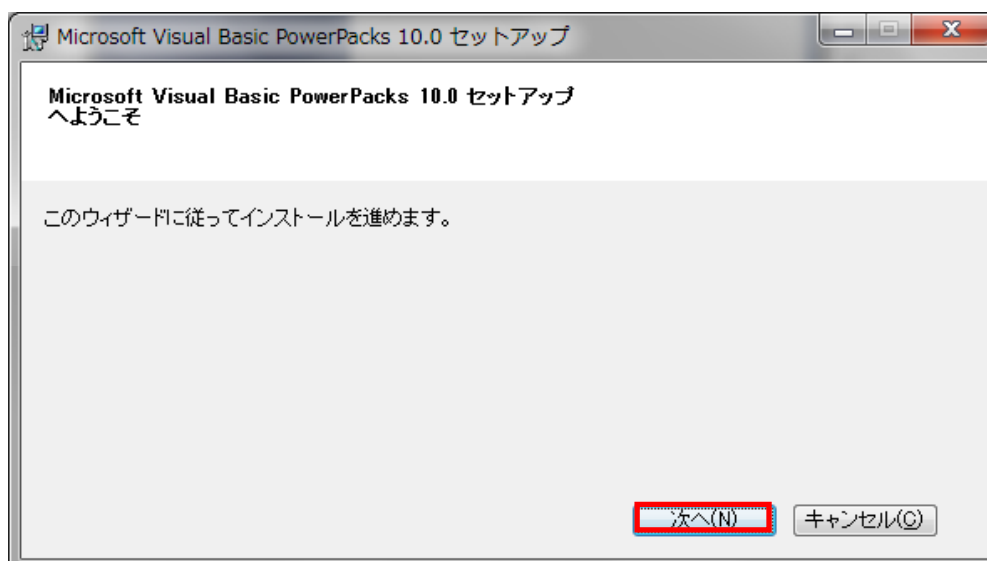 Microsoft Visual Basic PowerPacks 10.0 セットアップ
Microsoft Visual Basic PowerPacks 10.0 セットアップ
へようこそ
このウィザードに従ってインストールを進めます。
次へ(N)
キャンセル(C)